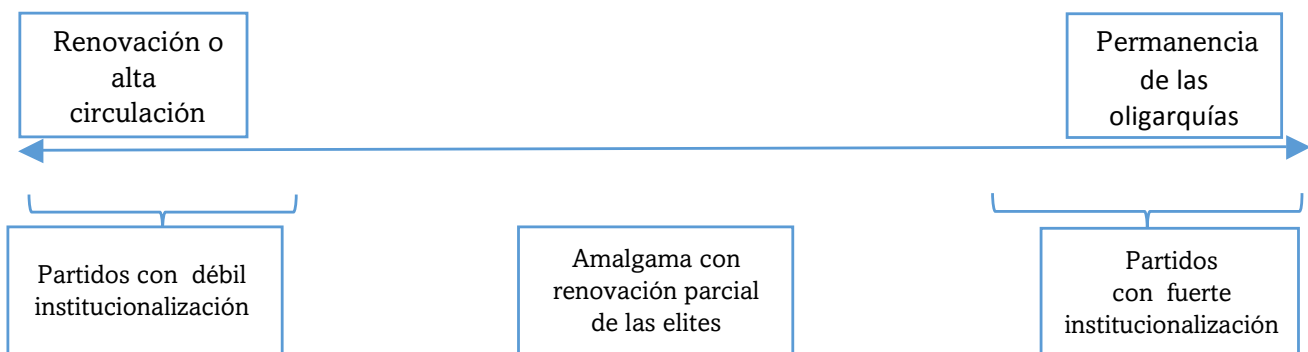 Renovación o
alta
circulación
Permanencia
de las
oligarquías
Partidos con débil
institucionalización
Amalgama con
renovación parcial
de las elites
Partidos
con fuerte
institucionalización